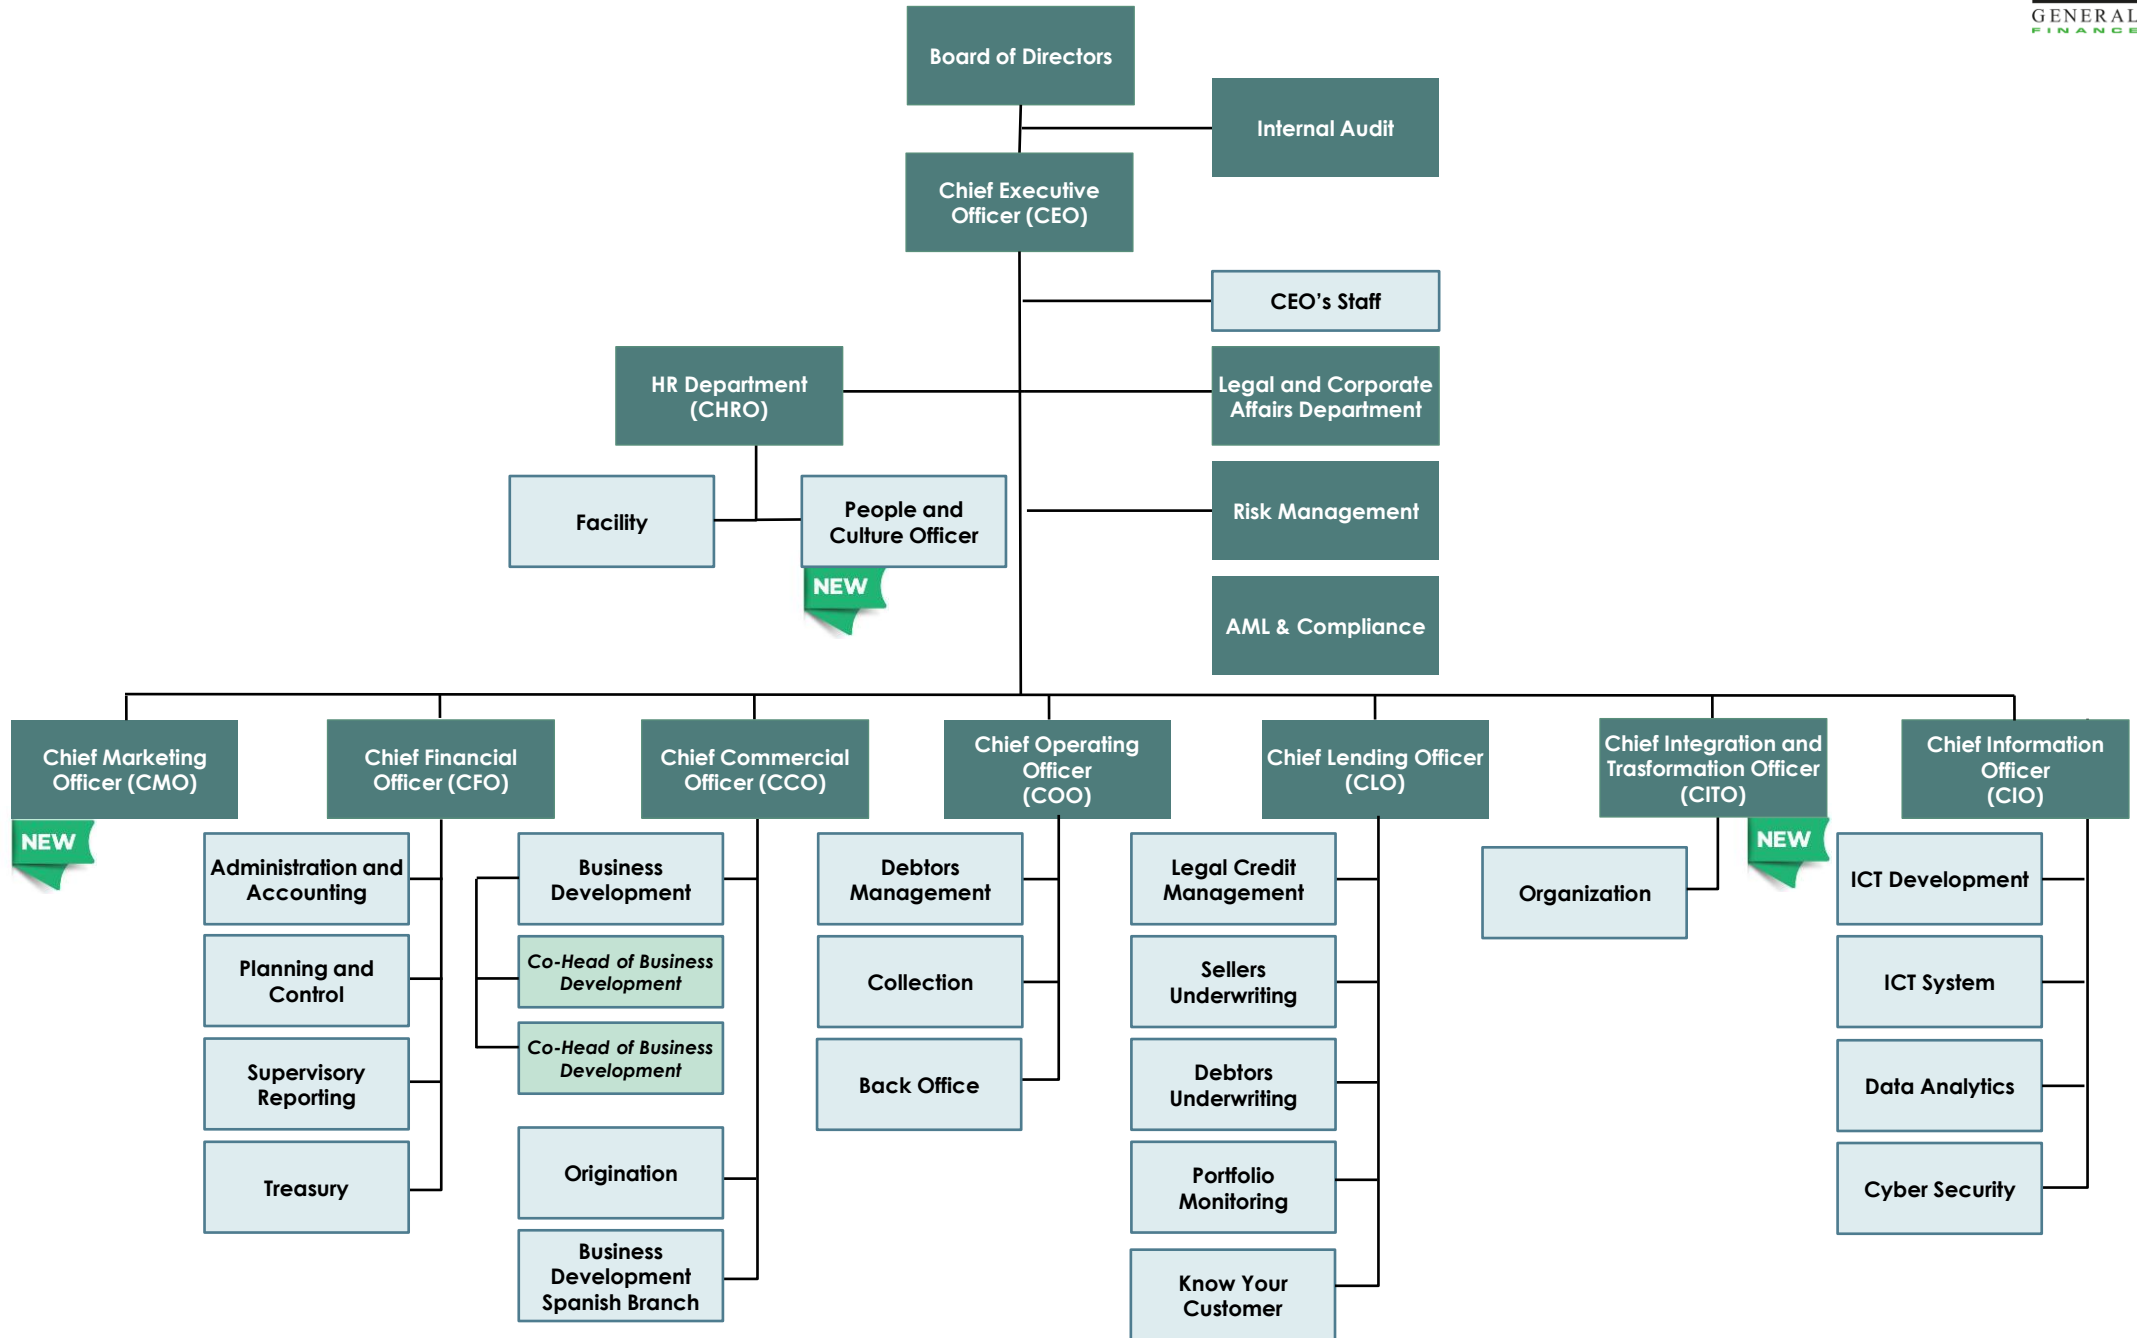 GENERAL
FINANCE
Board of Directors
Internal Audit
Chief Executive
Officer (CEO)
CEO’s Staff
HR Department
(CHRO)
Legal and Corporate
Affairs Department
Facility
People and
Culture Officer
NEW
Risk Management
AML & Compliance
Chief Marketing
Officer (CMO)
NEW
Chief Financial
Officer (CFO)
Administration and
Accounting
Planning and
Control
Supervisory
Reporting
Treasury
Chief Commercial
Officer (CCO)
Business
Development
Co-Head of Business
Development
Co-Head of Business
Development
Origination
Business
Development
Spanish Branch
Chief Operating
Officer
(COO)
Debtors
Management
Collection
Back Office
Chief Lending Officer
(CLO)
Legal Credit
Management
Sellers
Underwriting
Debtors
Underwriting
Portfolio
Monitoring
Know Your
Customer
Chief Integration and
Trasformation Officer
(CITO)
NEW
Organization
Chief Information
Officer
(CIO)
ICT Development
ICT System
Data Analytics
Cyber Security